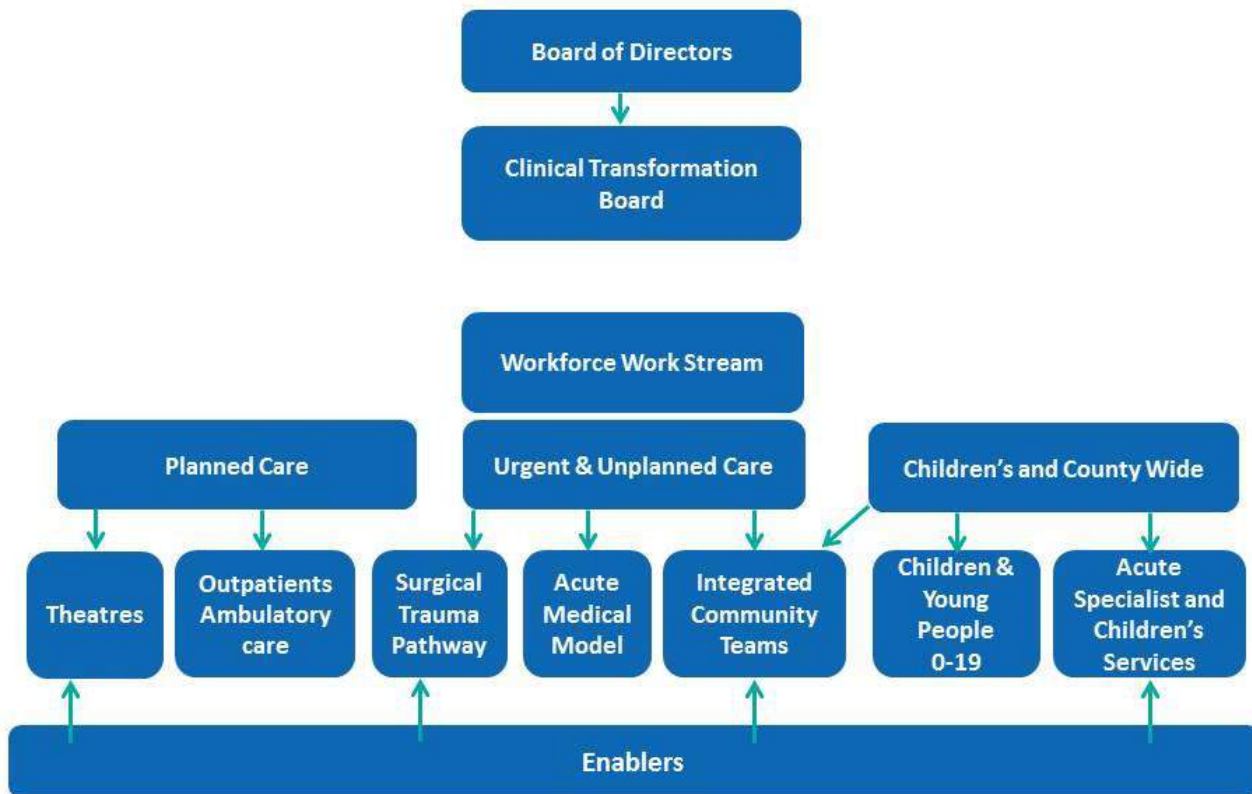 Board of Directors
Clinical Transformation
Board
Workforce Work Stream
Planned Care
Urgent & Unplanned Care
Children’s and County Wide
Theatres
Outpatients
Ambulatory
care
Surgical
Trauma
Pathway
Acute
Medical
Model
Integrated
Community
Teams
Children &
Young
People
0-19
Acute
Specialist and
Children’s
Services
Enablers